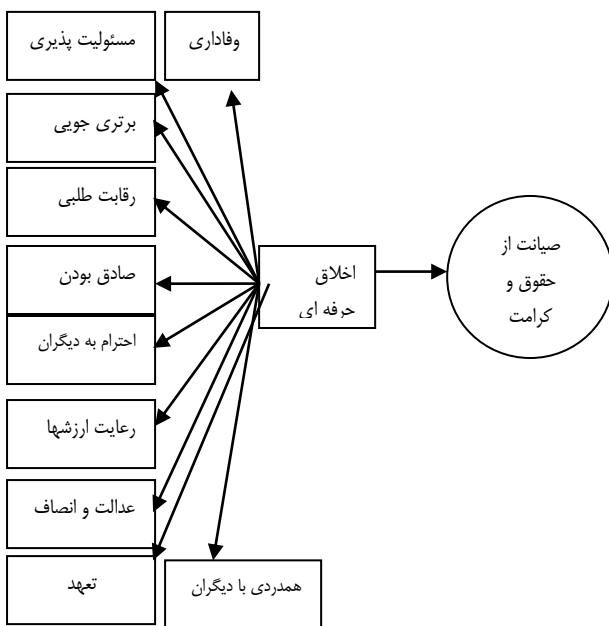 وفاداری
مسئولیت پذیری
برتری جویی
رقابت طلبی
صیانت از
حقوق و
کرامت
اخلاق
حرفه ای
صادق بودن
احترام به دیگران
رعایت ارزشها
عدالت و انصاف
همدردی با دیگران
تعهد